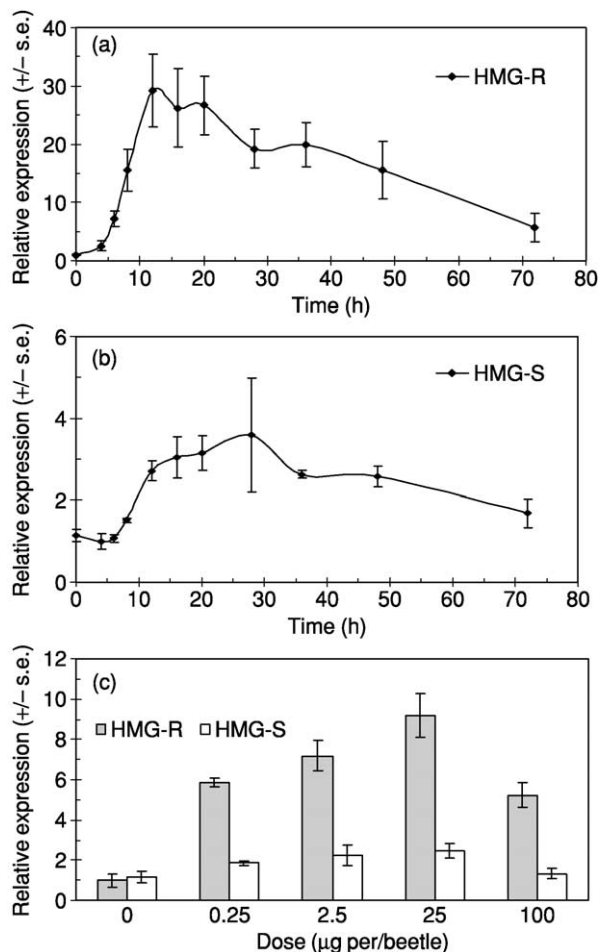 40
(a)
HMG-R
30
20
10
0
Relative expression (+/– s.e.)
0 10 20 30 40 50 60 70 80
Time (h)
6
(b)
HMG-S
4
2
0
Relative expression (+/– s.e.)
0 10 20 30 40 50 60 70 80
Time (h)
12
(c)
10
HMG-R HMG-S
8
6
4
2
0
Relative expression (+/– s.e.)
0 0.25 2.5 25 100
Dose (μg per/beetle)